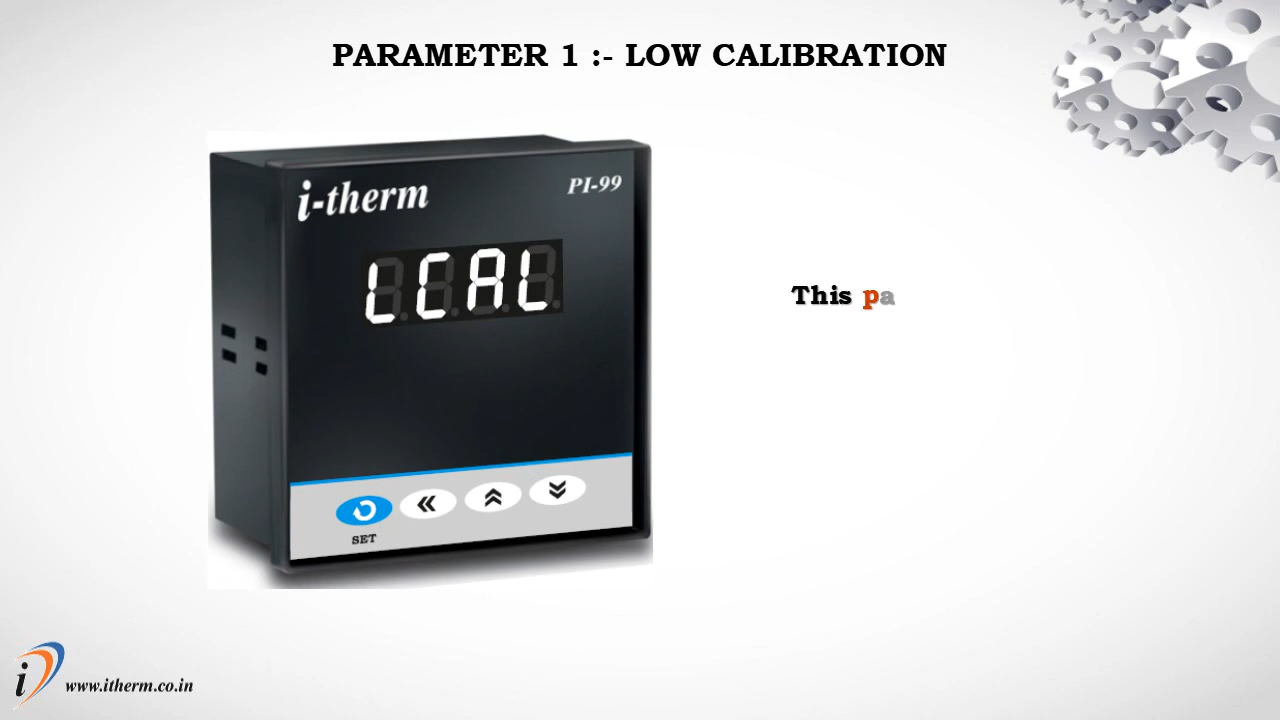 PARAMETER 1 :- LOW CALIBRATION
i-therm
PI-99
LCAL
This pa
SET
i
www.itherm.co.in